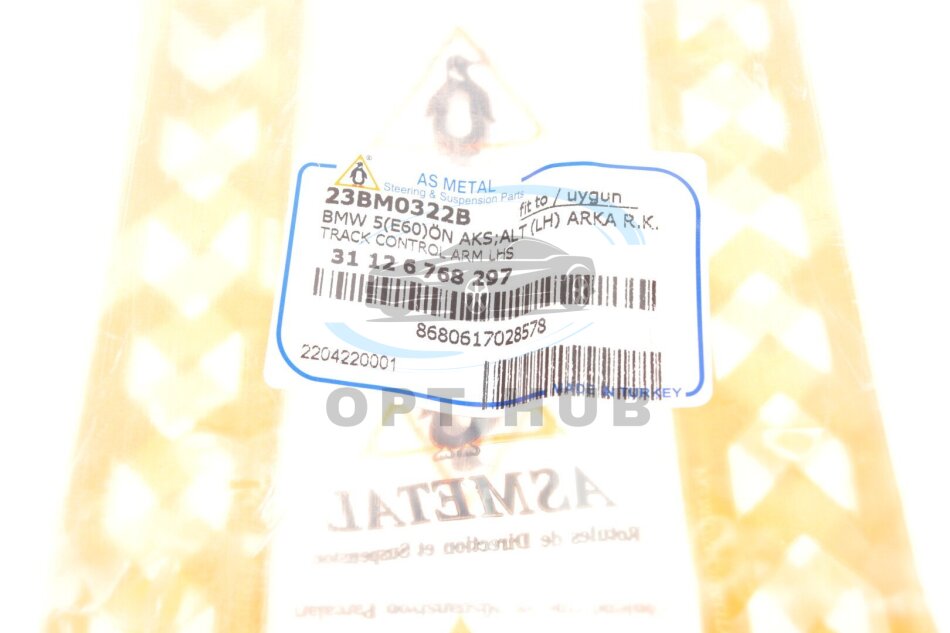 AS METAL
Steering & Suspension Parts
23BM0322B
fit to / uygun
BMW 5(E60)ÖN AKS;ALT (LH) ARKA R.K.
TRACK CONTROL ARM LHS
31 12 6 768 297
8680617028578
2204220001
MADE IN TURKEY
OPT HUB
ASMETAL
Rotules de Direction et Suspension